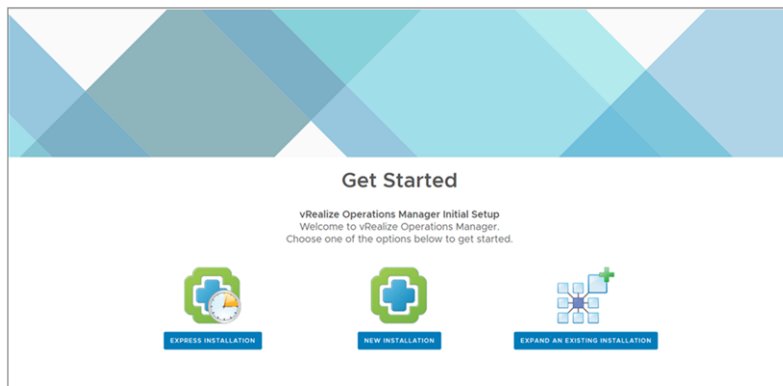 Get Started
vRealize Operations Manager Initial Setup
Welcome to vRealize Operations Manager.
Choose one of the options below to get started.
EXPRESS INSTALLATION
NEW INSTALLATION
EXPAND AN EXISTING INSTALLATION